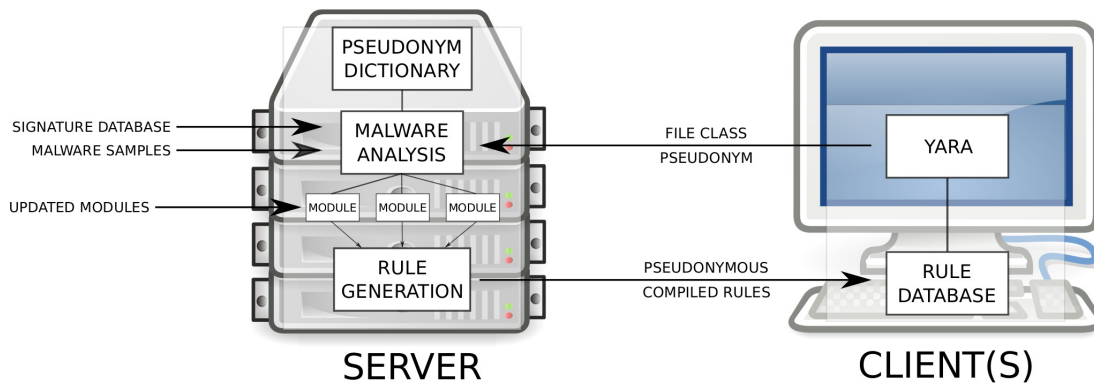 PSEUDONYM
DICTIONARY
SIGNATURE DATABASE
MALWARE SAMPLES
MALWARE
ANALYSIS
FILE CLASS
PSEUDONYM
YARA
UPDATED MODULES
MODULE
MODULE
MODULE
RULE
GENERATION
PSEUDONYMOUS
COMPILED RULES
RULE
DATABASE
SERVER
CLIENT(S)